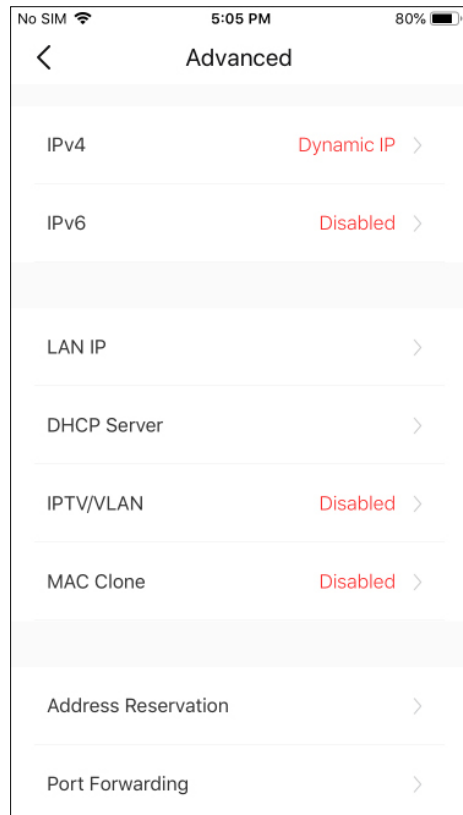 No SIM 5:05 PM 80%
Advanced
IPv4 Dynamic IP
IPv6 Disabled
LAN IP
DHCP Server
IPTV/VLAN Disabled
MAC Clone Disabled
Address Reservation
Port Forwarding